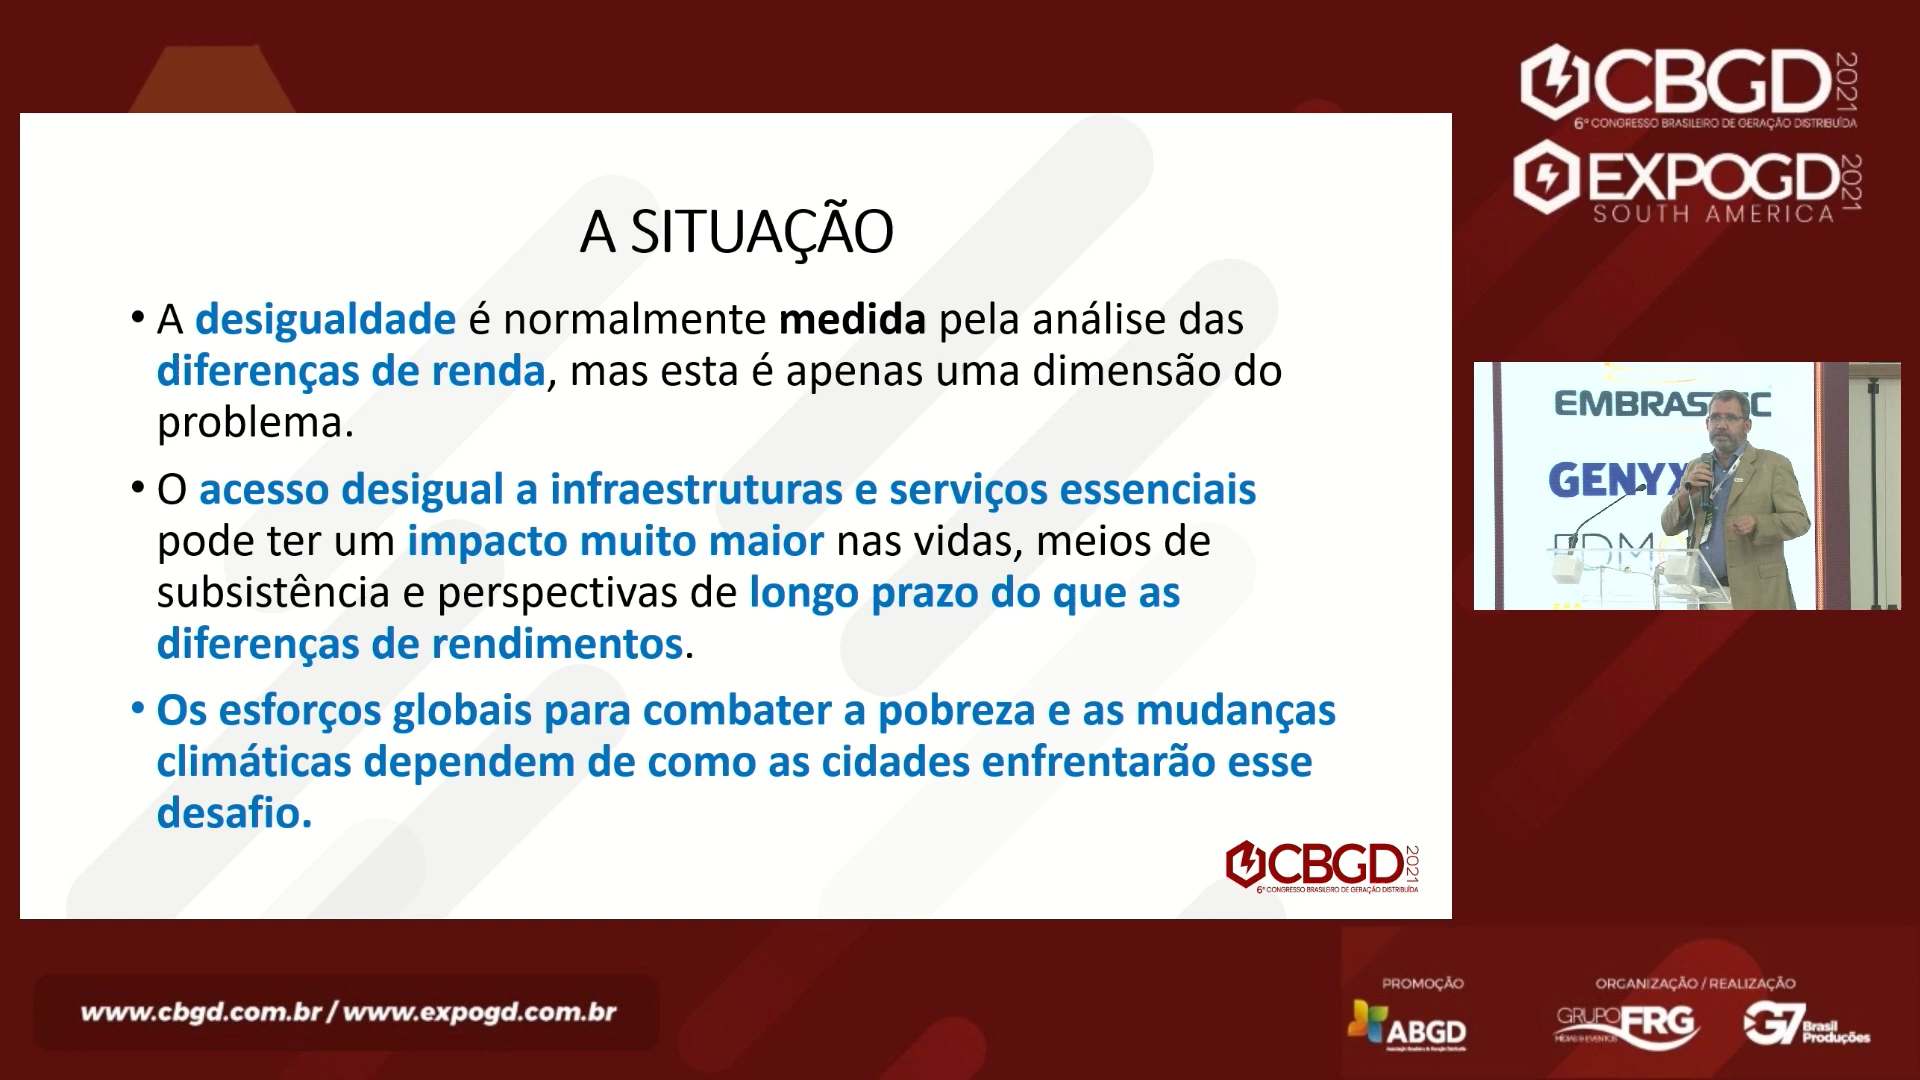 CBGD 2021
6º CONGRESSO BRASILEIRO DE GERAÇÃO DISTRIBUÍDA
EXPOGD 2021
SOUTH AMERICA
A SITUAÇÃO
• A desigualdade é normalmente medida pela análise das
diferenças de renda, mas esta é apenas uma dimensão do
problema.
• O acesso desigual a infraestruturas e serviços essenciais
pode ter um impacto muito maior nas vidas, meios de
subsistência e perspectivas de longo prazo do que as
diferenças de rendimentos.
• Os esforços globais para combater a pobreza e as mudanças
climáticas dependem de como as cidades enfrentarão esse
desafio.
CBGD 2021
6º CONGRESSO BRASILEIRO DE GERAÇÃO DISTRIBUÍDA
EMBRAS C
GENYX
EDM
www.cbgd.com.br / www.expogd.com.br
PROMOÇÃO
ABGD
ORGANIZAÇÃO / REALIZAÇÃO
GRUPO FRG
MÍDIAS & EVENTOS
G7 Brasil
Produções